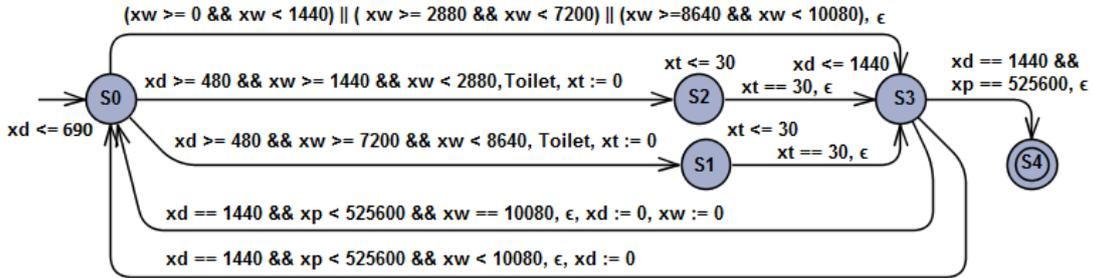 (xw >= 0 && xw < 1440) || ( xw >= 2880 && xw < 7200) || (xw >=8640 && xw < 10080), ϵ
xt <= 30
xd <= 1440
xd == 1440 &&
xp == 525600, ϵ
xd >= 480 && xw >= 1440 && xw < 2880,Toilet, xt := 0
xt == 30, ϵ
S0
S2
S3
xd <= 690
xt <= 30
xd >= 480 && xw >= 7200 && xw < 8640, Toilet, xt := 0
xt == 30, ϵ
S1
S4
xd == 1440 && xp < 525600 && xw == 10080, ϵ, xd := 0, xw := 0
xd == 1440 && xp < 525600 && xw < 10080, ϵ, xd := 0